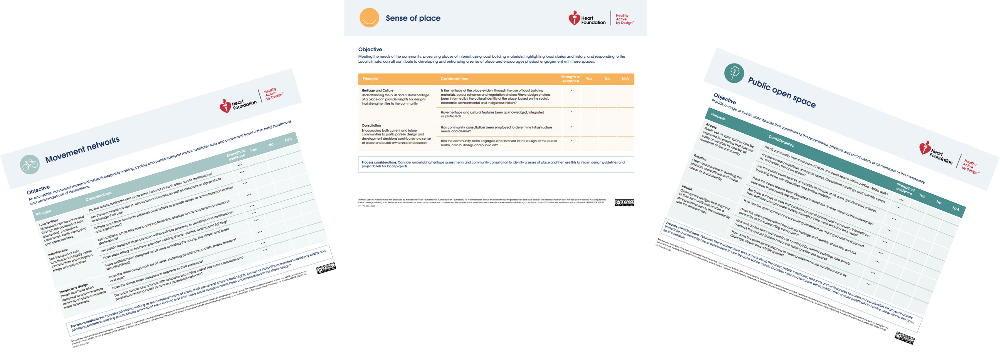 Movement networks
Heart
Foundation
Healthy
Active
by Design™
Objective
An accessible, connected movement network integrates walking, cycling and public transport routes, facilitates safe and convenient travel within neighbourhoods,
and encourages use of destinations.
Principle
Considerations
Strength of
evidence
Yes
No
N/A
Connections
Movement can be enhanced
through the provision of safe,
connected, convenient,
continuous, easily navigated
and attractive links.
Do the streets, footpaths and cycle ways connect to each other and to destinations?
***
Are these connections well lit, with shade and shelter, as well as directions or signposts, to
encourage their use?
***
Is there more than one route between destinations to provide variety in active transport options
and experiences?
***
Infrastructure
The inclusion of safe,
functional and highly visible
infrastructure encourages a
range of travel options.
Are facilities such as bike racks, drinking fountains, change rooms and lockers provided at
destinations?
***
Are public transport stops provided within suitable proximity to dwellings and destinations?
***
Have stops along routes been provided offering shade/ shelter, seating and lighting?
***
Have facilities been designed for all users including the young, the elderly and those
with disabilities?
***
Streetscape design
Streets that have been
designed to accommodate
all transport users encourage
more movement.
Does the street design work for all users, including pedestrians, cyclists, public transport
and cars?
***
Have the streets been designed in response to their surrounds?
***
Do roads narrow near schools with footpaths becoming wider? Are there crosswalks and
pedestrian crossing points to connect movement networks?
***
Process considerations: Consider prioritising walking as the preferred means of travel. Think about wait times at traffic lights, the size of footpaths compared to roadway widths and
prioritising pedestrian crossing points. Modes of transport have evolved over time. Have future transport needs been accommodated in the street design?
Terms of use: This material has been produced by the National Heart Foundation of Australia (Heart Foundation) for the information of built environment industry professionals and local council. The Heart Foundation does not accept any liability, including for any
loss or damage, resulting from the reliance on the content, or its accuracy, currency or completeness. Please refer to the Heart Foundation website at www.heartfoundation.org.au for Terms of Use. ©2025 National Heart Foundation of Australia ABN 98 008 419 761
Sense of place
Heart
Foundation
Healthy
Active
by Design™
Objective
Meeting the needs of the community, preserving places of interest, using local building materials, highlighting local stories and history, and responding to the
Local climate, can all contribute to developing and enhancing a sense of place and encourages physical engagement with these spaces.
Principle
Considerations
Strength of
evidence
Yes
No
N/A
Heritage and Culture
Understanding the built and cultural heritage
of a place can provide insights for designs
that strengthen ties to the community.
Is the heritage of the place evident through the use of local building
materials, colour schemes and vegetation choices?Have design choices
been informed by the cultural identity of the place, based on the social,
economic, environmental and indigenous history?
*
Have heritage and cultural features been acknowledged, integrated
or protected?
*
Consultation
Encouraging both current and future
communities to participate in design and
development decisions contributes to a sense
of place and builds ownership and respect.
Has community consultation been employed to determine infrastructure
needs and desires?
*
Has the community been engaged and involved in the design of the public
realm, civic buildings and public art?
*
Process considerations: Consider undertaking heritage assessments and community consultation to identify a sense of place and then use this to inform design guidelines and
project briefs for local projects.
Terms of use: This material has been produced by the National Heart Foundation of Australia (Heart Foundation) for the information of built environment industry professionals and local council. The Heart Foundation does not accept any liability, including for any
loss or damage, resulting from the reliance on the content, or its accuracy, currency or completeness. Please refer to the Heart Foundation website at www.heartfoundation.org.au for Terms of Use. ©2025 National Heart Foundation of Australia ABN 98 008 419 761
HH-PAL-040.1.2024
cc
BY NC ND
Public open space
Heart
Foundation
Healthy
Active
by Design™
Objective
Provide a range of public open spaces that contribute to the recreational, physical and social needs of all members of the community.
Principle
Considerations
Strength of
evidence
Yes
No
N/A
Access
Public use of open spaces can be
improved by ensuring that they are
easily accessible to, and by, all
members of the community
Do all community members have at least one open space within a 400m - 800m walk?
***
Are there clear pedestrian and cycle routes, designated crossings, and suitable ramps
to, and within, the open space?
***
Are the public open spaces accessible to people of all ages, genders and cultures,
including those with disabilities and limited mobility?
***
Function
Open spaces assist in meeting the
physical, recreational and social
needs of a community.
Have the open spaces been designed to meet the diverse needs of the community?
How were those needs identified?
***
Are there a range of uses that promote physical activity and community interactions?
How dothese uses generate activity throughout the week and day and night?
***
How are the open spaces and supporting infrastructure managed and maintained?
***
Design
Open space designs that respond
to their surrounds can enable a
strong connection to the community
and the environment.
Does the open space reflect the cultural heritage and identity of the site, and the
character of the surrounding community?
***
How well do the surrounds contribute to safety? Do nearby buildings and streets
overlook the space? Is there adequate lighting within the space?
***
How does the open space respond to existing environmental conditions such as
drainage, slopes and retaining trees?
***
Process considerations: Establish linear connections and access along the coast, public foreshores, wetlands and waterbodies to enhance opportunities for physical activity.
Undertake a community needs assessment to identify open space needs. Consider roles and functions within public open spaces holistically to resolve needs across the open
space network.
Terms of use: This material has been produced by the National Heart Foundation of Australia (Heart Foundation) for the information of built environment industry professionals and local council. The Heart Foundation does not accept any liability, including for any
loss or damage, resulting from the reliance on the content, or its accuracy, currency or completeness. Please refer to the Heart Foundation website at www.heartfoundation.org.au for Terms of Use. ©2025 National Heart Foundation of Australia ABN 98 008 419 761